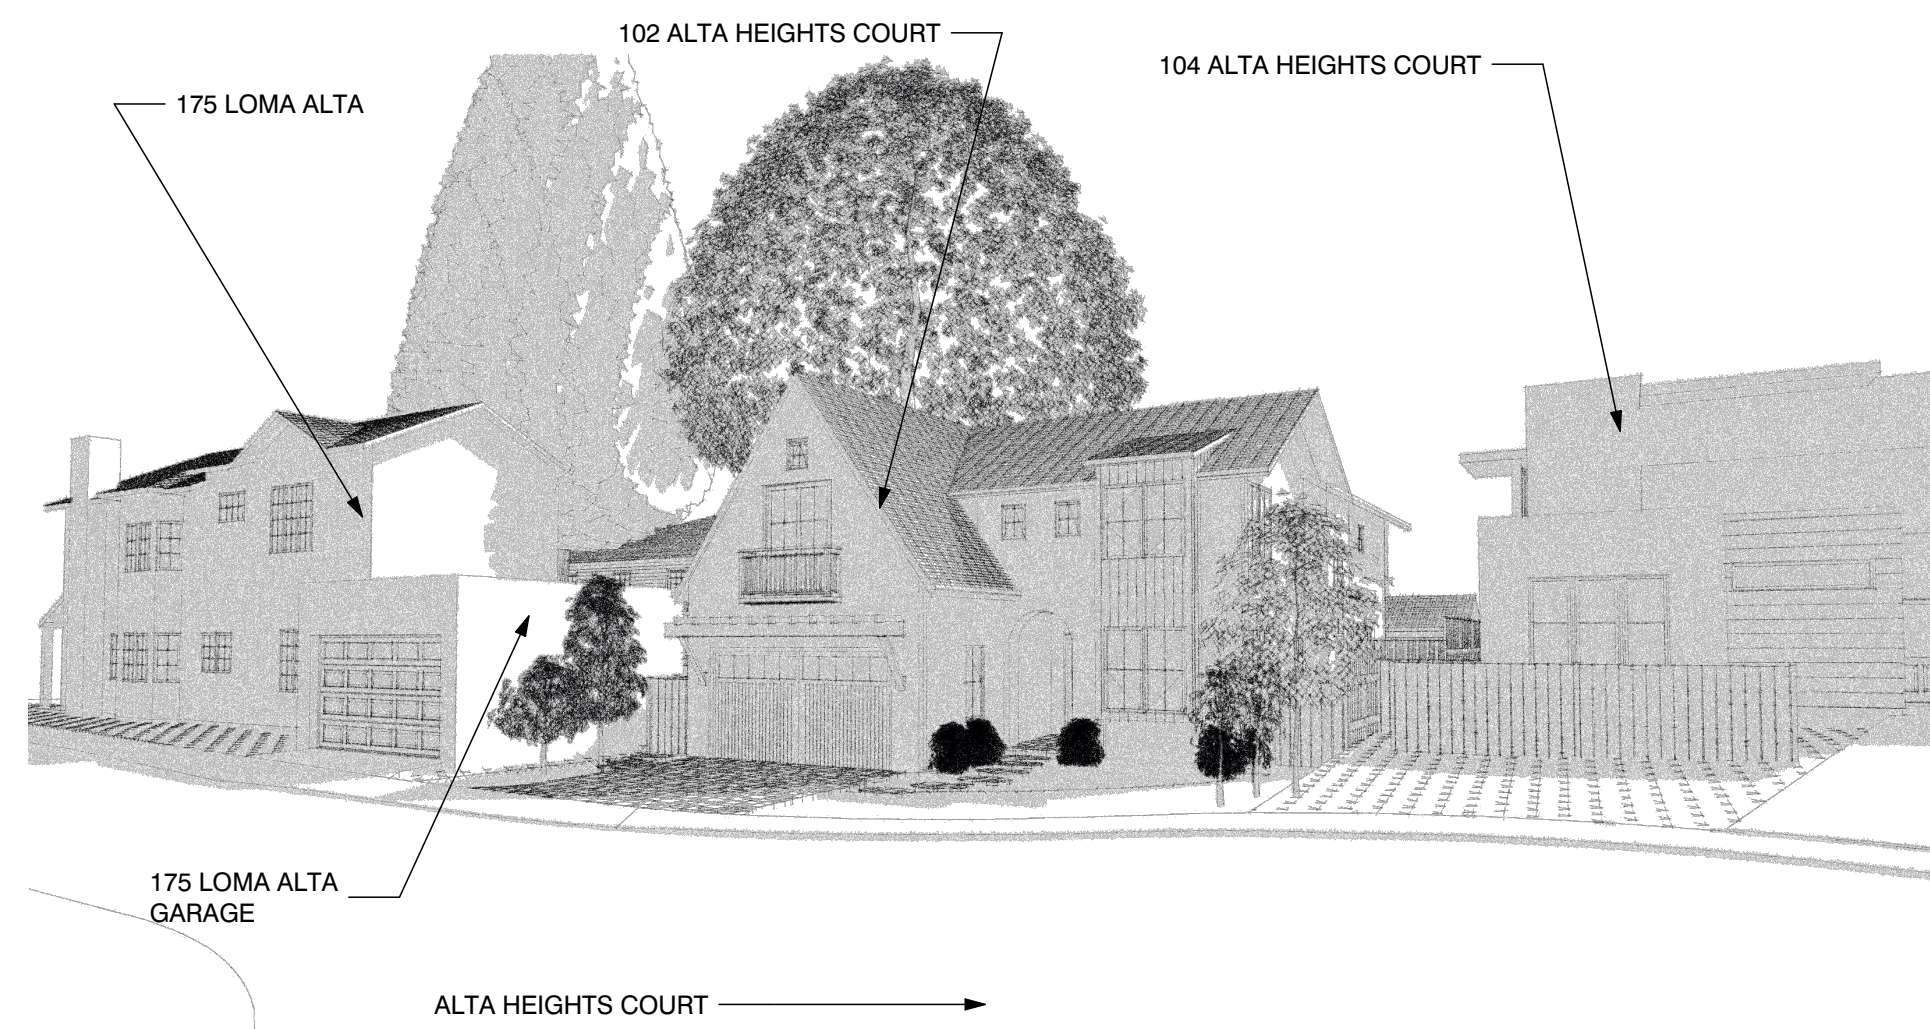 102 ALTA HEIGHTS COURT
104 ALTA HEIGHTS COURT
175 LOMA ALTA
175 LOMA ALTA
GARAGE
ALTA HEIGHTS COURT